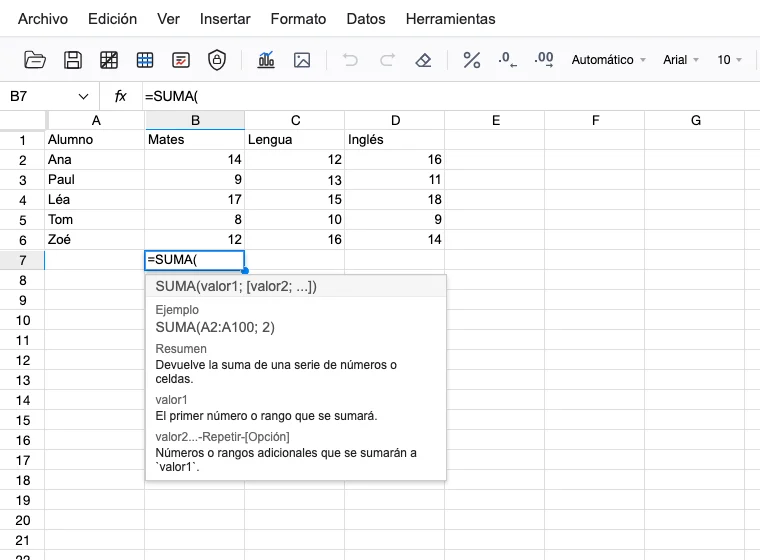 Archivo Edición Ver Insertar Formato Datos Herramientas
% .0 .00 Automático Arial 10
B7 fx =SUMA(
A B C D E F G
1 Alumno Mates Lengua Inglés
2 Ana 14 12 16
3 Paul 9 13 11
4 Léa 17 15 18
5 Tom 8 10 9
6 Zoé 12 16 14
7 =SUMA(
8 SUMA(valor1; [valor2; ...])
9 Ejemplo
10 SUMA(A2:A100; 2)
11 Resumen
12 Devuelve la suma de una serie de números o
celdas.
13
valor1
14
15 El primer número o rango que se sumará.
16 valor2...-Repetir-[Opción]
17 Números o rangos adicionales que se sumarán a
`valor1`.
18
19
20
21